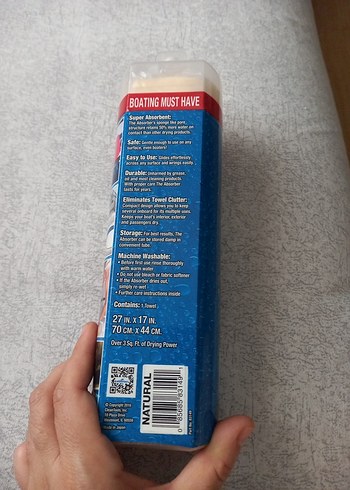 BOATING MUST HAVE
Super Absorbent:
The Absorber's sponge like pore
structure retains 50% more water on
contact than other drying products
Safe: Gentle enough to use on any
surface, even boaters!
Easy to Use: Glides effortlessly
across any surface and wrings easily
Durable: Unharmed by grease,
oil and most cleaning products
With proper care The Absorber
lasts for years
Eliminates Towel Clutter:
Compact design allows you to keep
several onboard for its multiple uses.
Keeps your boat's interior, exterior
and passengers dry.
Storage: For best results, The
Absorber can be stored damp in
convenient tube.
Machine Washable:
• Before first use rinse thoroughly
with warm water
• Do not use bleach or fabric softener
• If the Absorber dries out,
simply re-wet
• Further care instructions inside
Contains: 1 Towel
27 IN. X 17 IN.
70 CM. X 44 CM.
Over 3 Sq. Ft. of Drying Power
NATURAL